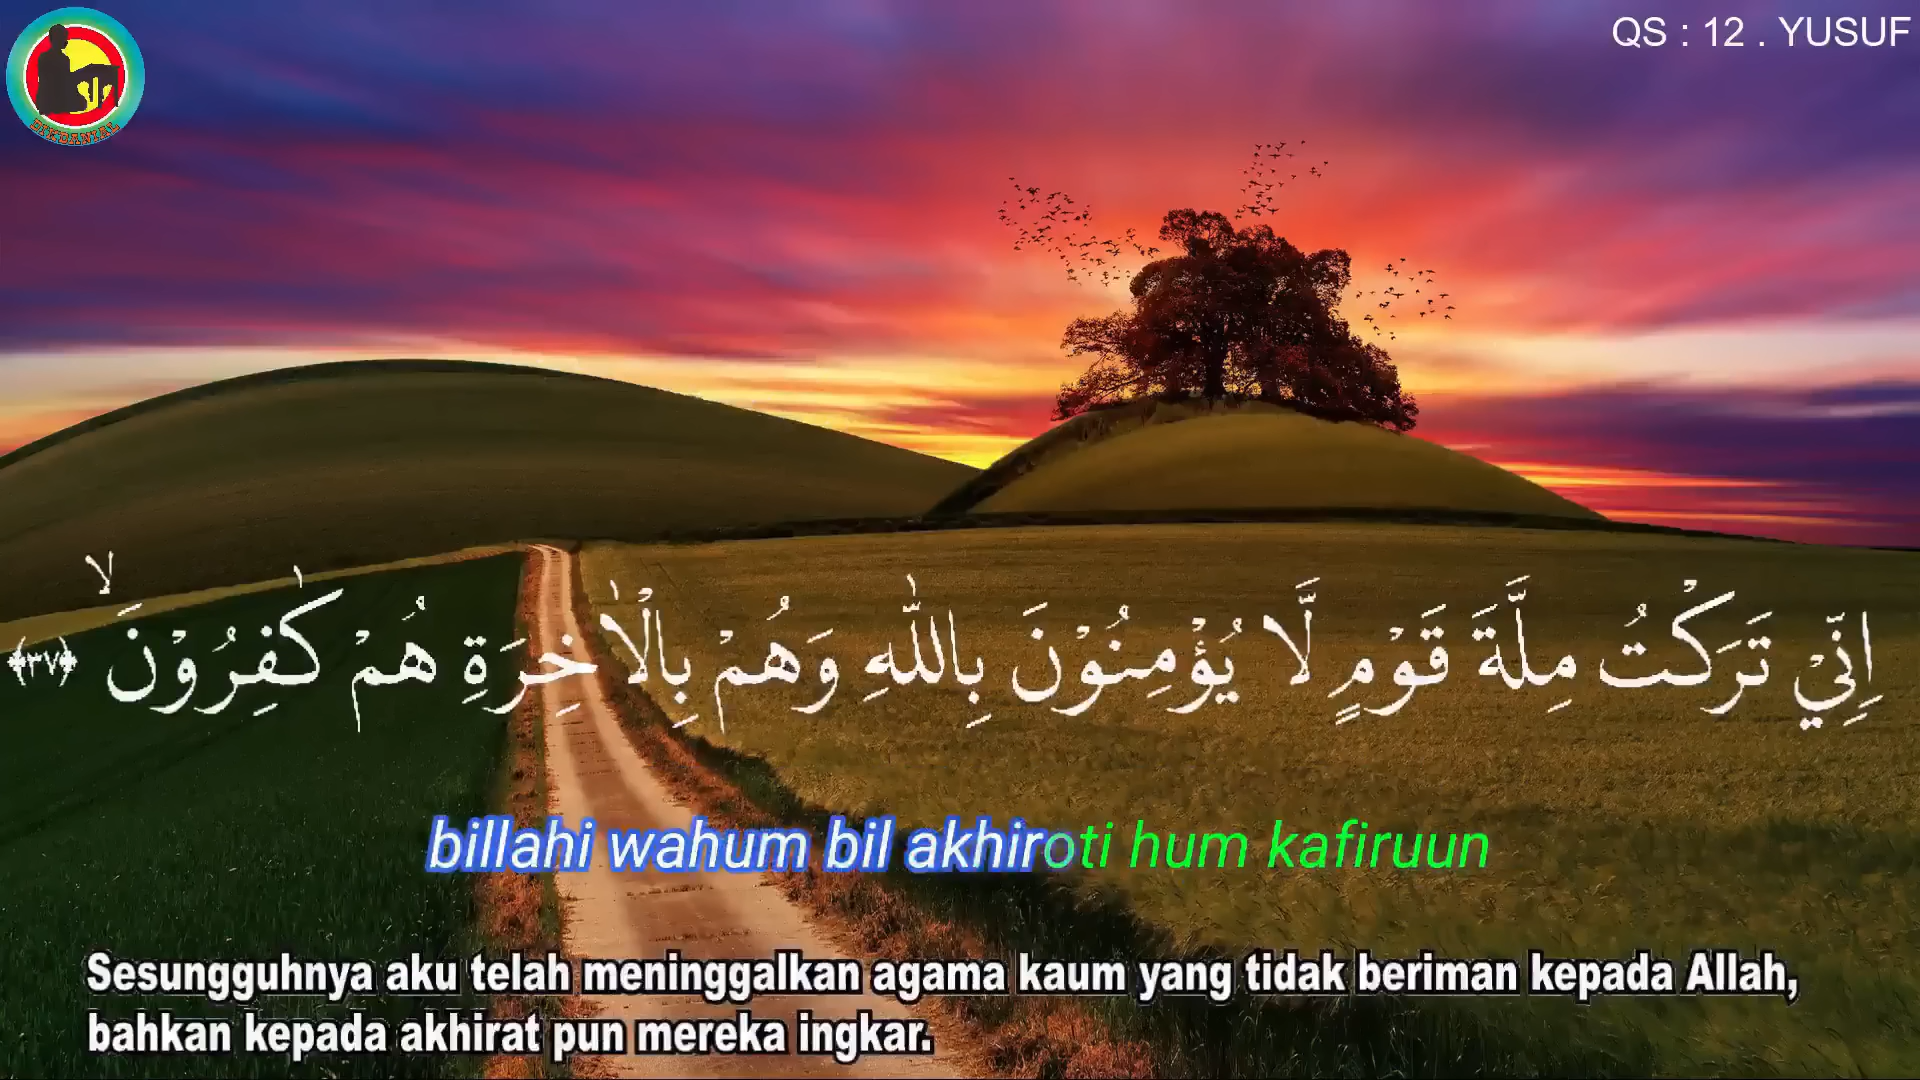 DIMDANIAL
QS : 12 . YUSUF
اِنِّيْ تَرَكْتُ مِلَّةَ قَوْمٍ لَّا يُؤْمِنُوْنَ بِاللّٰهِ وَهُمْ بِالْاٰخِرَةِ هُمْ كٰفِرُوْنَۙ ﴿٣٧﴾
billahi wahum bil akhiroti hum kafiruun
Sesungguhnya aku telah meninggalkan agama kaum yang tidak beriman kepada Allah,
bahkan kepada akhirat pun mereka ingkar.